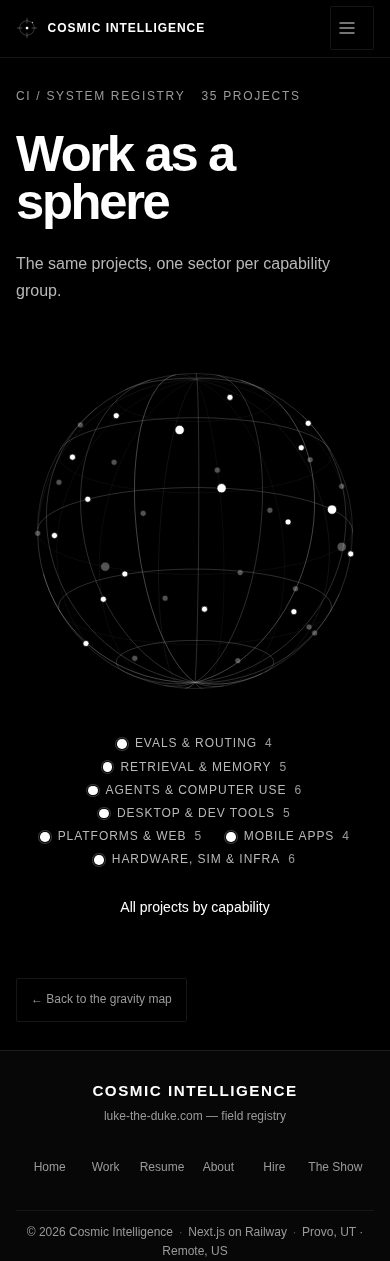 COSMIC INTELLIGENCE
CI / SYSTEM REGISTRY 35 PROJECTS
Work as a
sphere
The same projects, one sector per capability
group.
EVALS & ROUTING 4
RETRIEVAL & MEMORY 5
AGENTS & COMPUTER USE 6
DESKTOP & DEV TOOLS 5
PLATFORMS & WEB 5 MOBILE APPS 4
HARDWARE, SIM & INFRA 6
All projects by capability
← Back to the gravity map
COSMIC INTELLIGENCE
luke-the-duke.com — field registry
Home Work Resume About Hire The Show
© 2026 Cosmic Intelligence · Next.js on Railway · Provo, UT ·
Remote, US